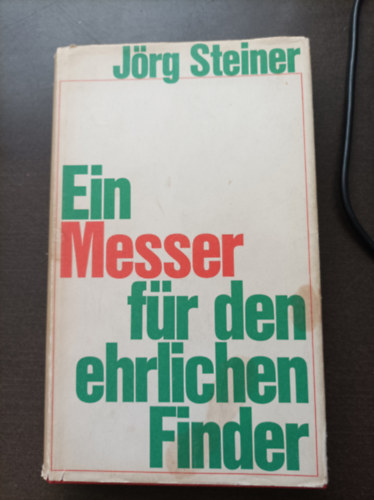 Jörg Steiner
Ein
Messer
für den
ehrlichen
Finder